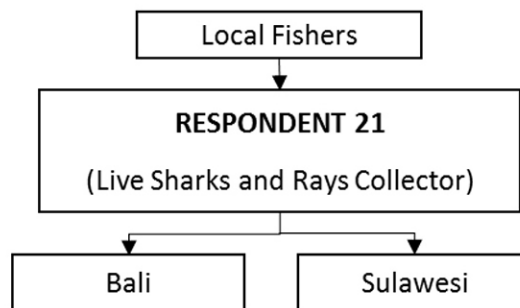 Local Fishers
RESPONDENT 21
(Live Sharks and Rays Collector)
Bali
Sulawesi